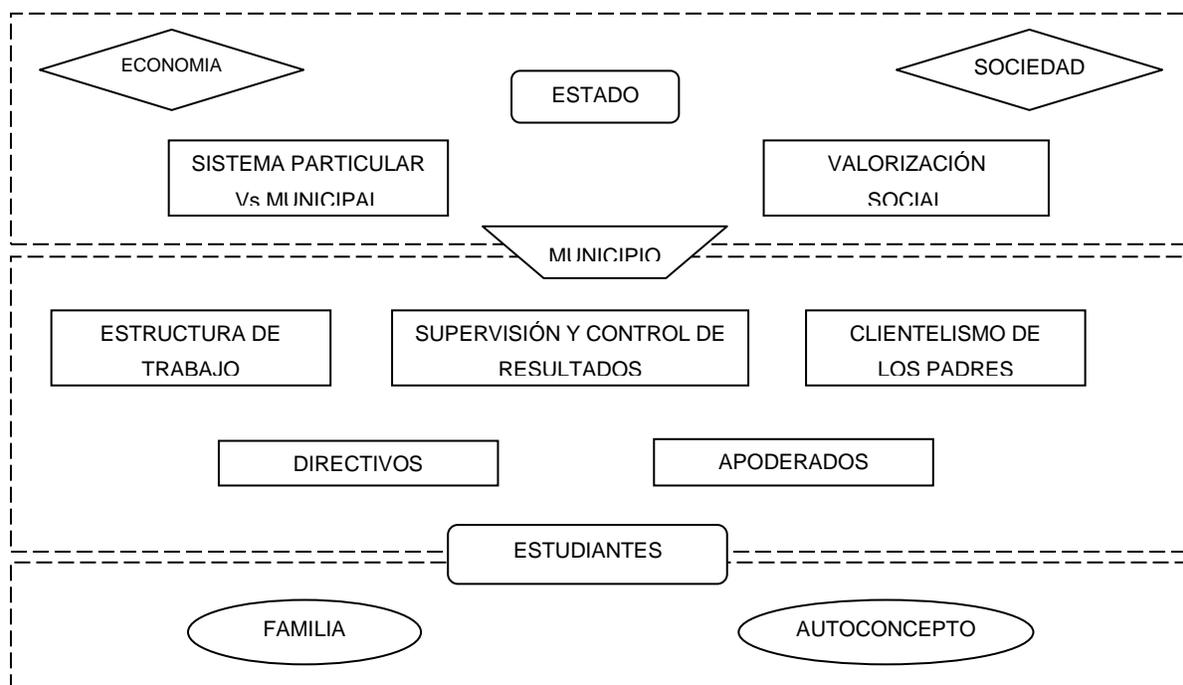 ECONOMIA
SOCIEDAD
ESTADO
SISTEMA PARTICULAR
Vs MUNICIPAL
VALORIZACIÓN
SOCIAL
MUNICIPIO
ESTRUCTURA DE
TRABAJO
SUPERVISIÓN Y CONTROL DE
RESULTADOS
CLIENTELISMO DE
LOS PADRES
DIRECTIVOS
APODERADOS
ESTUDIANTES
FAMILIA
AUTOCONCEPTO